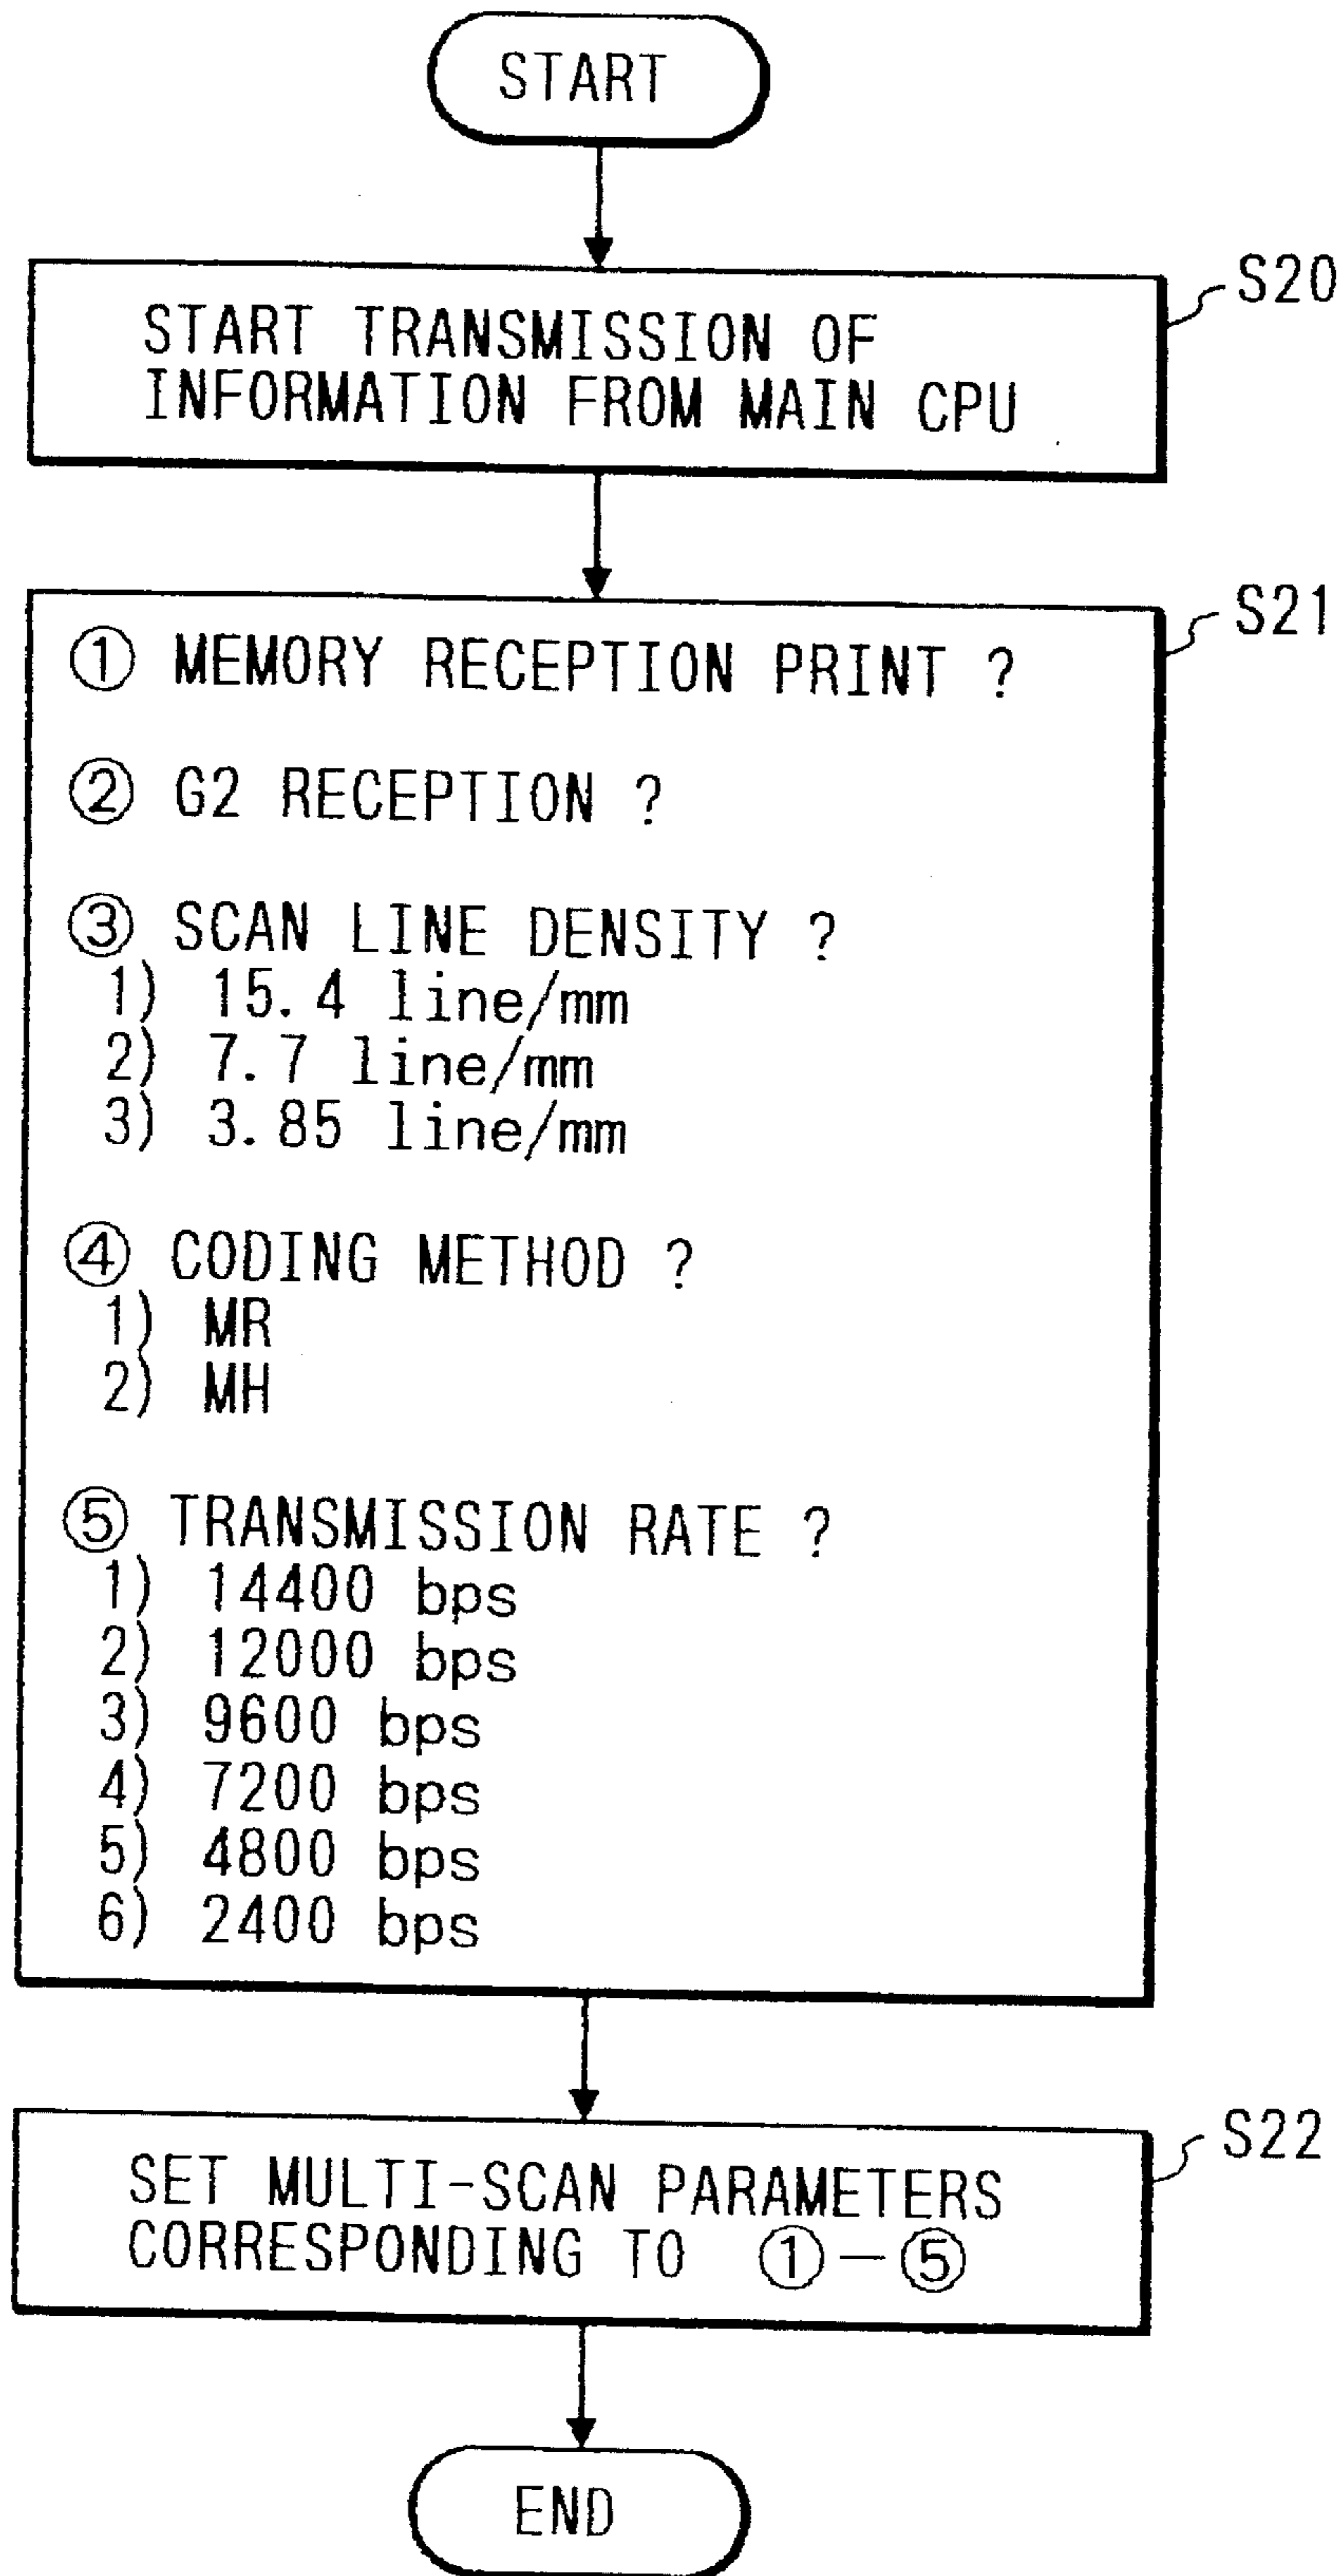 START
START TRANSMISSION OF
INFORMATION FROM MAIN CPU
S20
① MEMORY RECEPTION PRINT ?
S21
② G2 RECEPTION ?
③ SCAN LINE DENSITY ?
1) 15.4 line/mm
2) 7.7 line/mm
3) 3.85 line/mm
④ CODING METHOD ?
1) MR
2) MH
⑤ TRANSMISSION RATE ?
1) 14400 bps
2) 12000 bps
3) 9600 bps
4) 7200 bps
5) 4800 bps
6) 2400 bps
SET MULTI-SCAN PARAMETERS
CORRESPONDING TO ①-⑤
S22
END